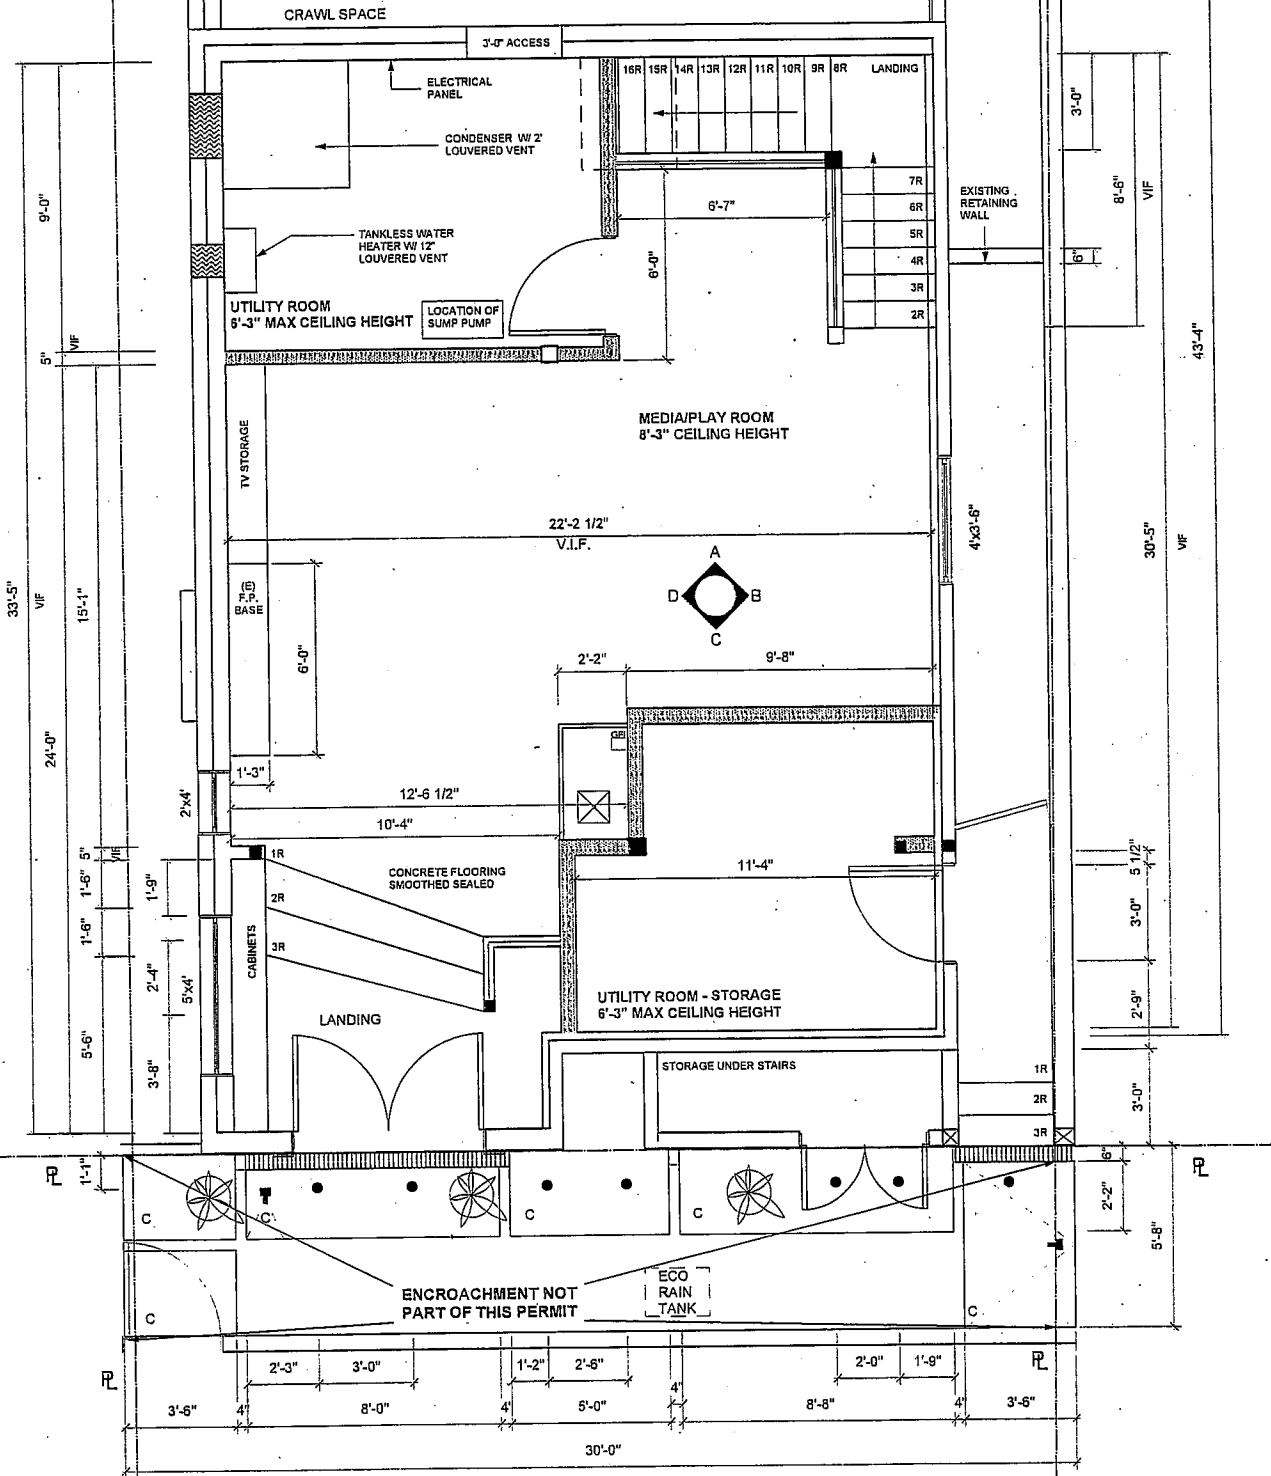 CRAWL SPACE
3'-0" ACCESS
ELECTRICAL
PANEL
16R 15R 14R 13R 12R 11R 10R 9R 8R LANDING
3'-0"
CONDENSER W/ 2'
LOUVERED VENT
7R
6R
5R
4R
3R
2R
EXISTING
RETAINING
WALL
8'-6"
VIF
6"
9'-0"
6'-7"
6'-0"
TANKLESS WATER
HEATER W/ 12"
LOUVERED VENT
UTILITY ROOM
6'-3" MAX CEILING HEIGHT
LOCATION OF
SUMP PUMP
5"
VIF
43'-4"
MEDIA/PLAY ROOM
8'-3" CEILING HEIGHT
TV STORAGE
22'-2 1/2"
V.I.F.
4'x3'-6"
30'-5"
VIF
33'-5"
VIF
15'-1"
(E)
F.P.
BASE
A
D B
C
6'-0"
2'-2"
9'-8"
24'-0"
GFI
1'-3"
2'x4'
12'-6 1/2"
10'-4"
5"
VIF
1'-6"
1'-9"
1R
2R
3R
CONCRETE FLOORING
SMOOTHED SEALED
11'-4"
5 1/2"
3'-0"
1'-6"
2'-4"
5'x4'
CABINETS
LANDING
UTILITY ROOM - STORAGE
6'-3" MAX CEILING HEIGHT
2'-9"
5'-6"
3'-8"
STORAGE UNDER STAIRS
1R
2R
3R
3'-0"
PL
1'-1"
6"
PL
C
C
C
C
2'-2"
5'-8"
ENCROACHMENT NOT
PART OF THIS PERMIT
ECO
RAIN
TANK
C
C
PL
2'-3"
3'-0"
1'-2"
2'-6"
2'-0"
1'-9"
PL
3'-6"
4'
8'-0"
4'
5'-0"
4"
8'-8"
4'
3'-6"
30'-0"